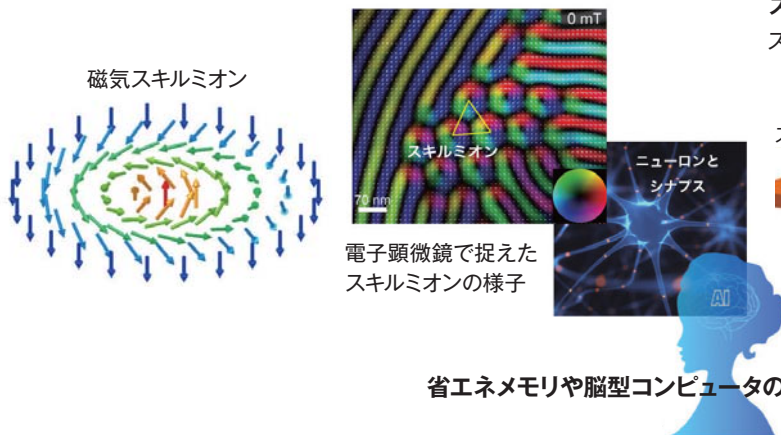 磁気スキルミオン
0 mT
スキルミオン
70 nm
電子顕微鏡で捉えた
スキルミオンの様子
ニューロンと
シナプス
AI
省エネメモリや脳型コンピュータの